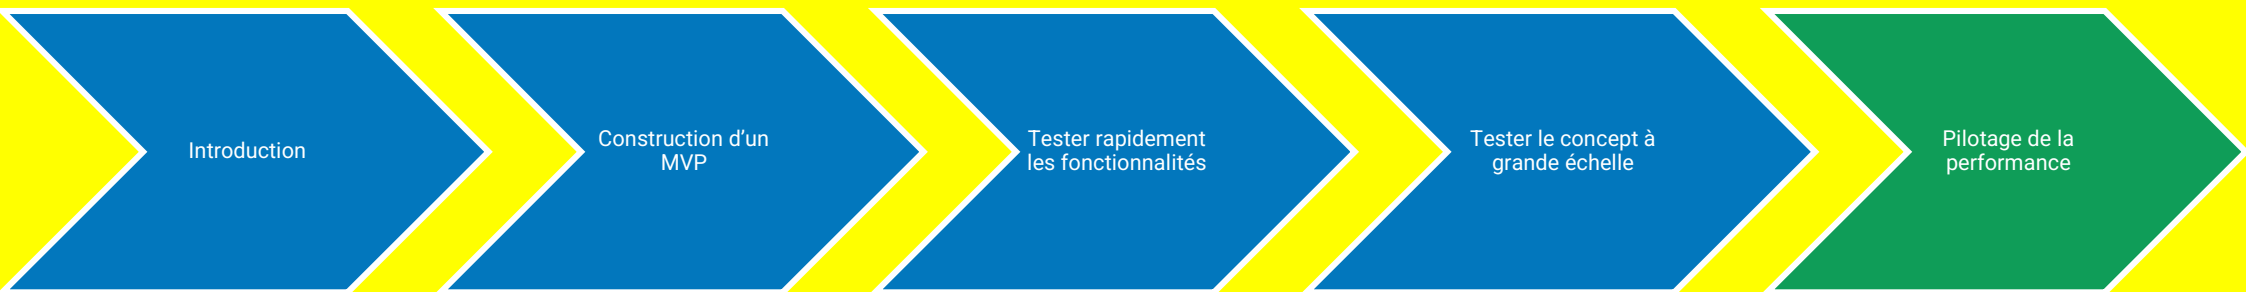 Introduction
Construction d’un
MVP
Tester rapidement
les fonctionnalités
Tester le concept à
grande échelle
Pilotage de la
performance